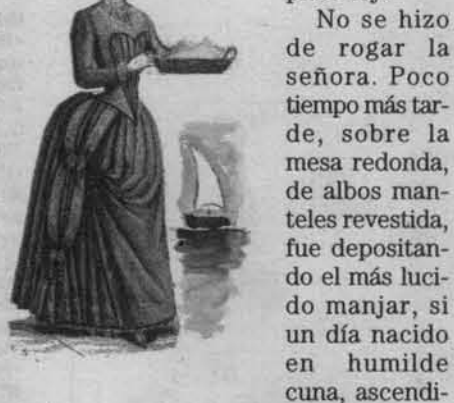 No se hizo
de rogar la
señora. Poco
tiempo más tar-
de, sobre la
mesa redonda,
de albos man-
teles revestida,
fue depositan-
do el más luci-
do manjar, si
un día nacido
en humilde
cuna, ascendi-